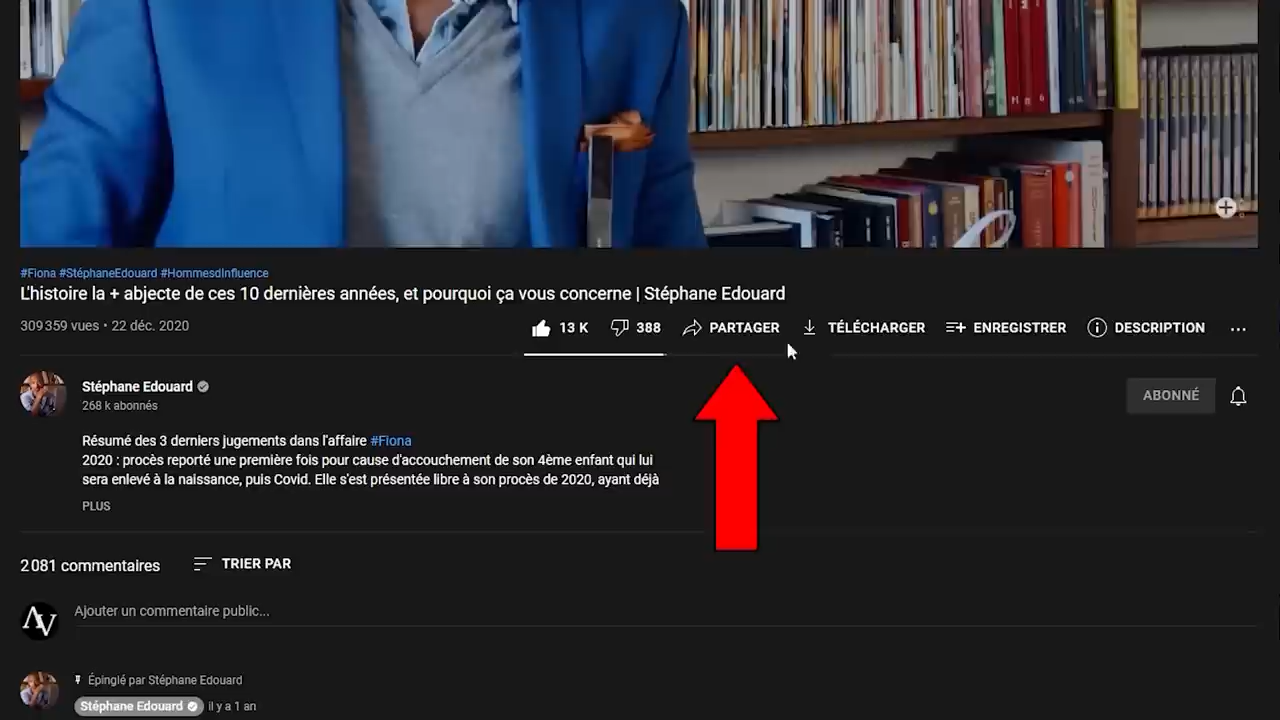 #Fiona #StéphaneEdouard #HommesdInfluence
L'histoire la + abjecte de ces 10 dernières années, et pourquoi ça vous concerne | Stéphane Edouard
309 359 vues • 22 déc. 2020
13 K 388 PARTAGER TÉLÉCHARGER ENREGISTRER DESCRIPTION ...
Stéphane Edouard
268 k abonnés
ABONNÉ
Résumé des 3 derniers jugements dans l'affaire #Fiona
2020 : procès reporté une première fois pour cause d'accouchement de son 4ème enfant qui lui
sera enlevé à la naissance, puis Covid. Elle s'est présentée libre à son procès de 2020, ayant déjà
PLUS
2 081 commentaires TRIER PAR
AV
Ajouter un commentaire public...
Épinglé par Stéphane Edouard
Stéphane Edouard il y a 1 an